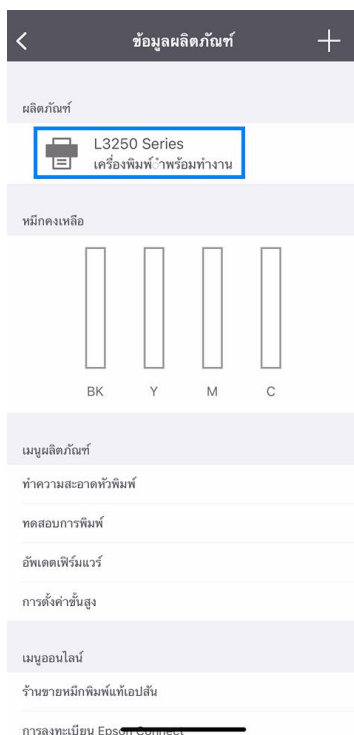 ข้อมูลผลิตภัณฑ์
ผลิตภัณฑ์
L3250 Series
เครื่องพิมพ์ำพร้อมทำงาน
หมึกคงเหลือ
BK Y M C
เมนูผลิตภัณฑ์
ทำความสะอาดหัวพิมพ์
ทดสอบการพิมพ์
อัพเดตเฟิร์มแวร์
การตั้งค่าขั้นสูง
เมนูออนไลน์
ร้านขายหมึกพิมพ์แท้เอปสัน
การลงทะเบียน Epson Connect